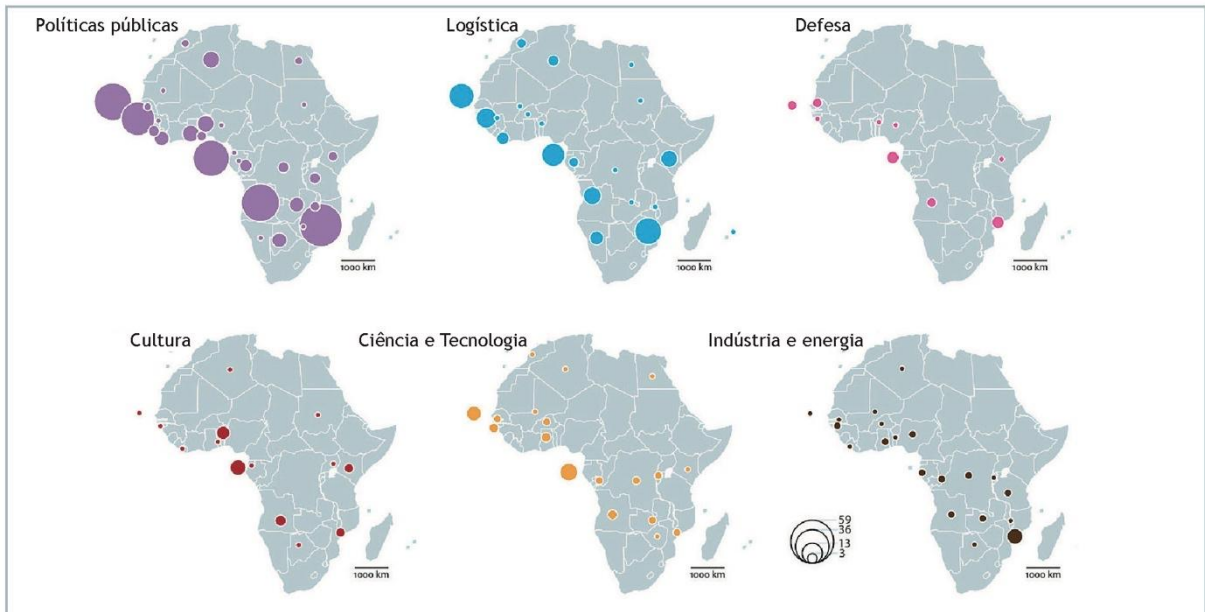 Políticas públicas
Logística
Defesa
1000 km
1000 km
1000 km
Cultura
Ciência e Tecnologia
Indústria e energia
59
36
13
3
1000 km
1000 km
1000 km